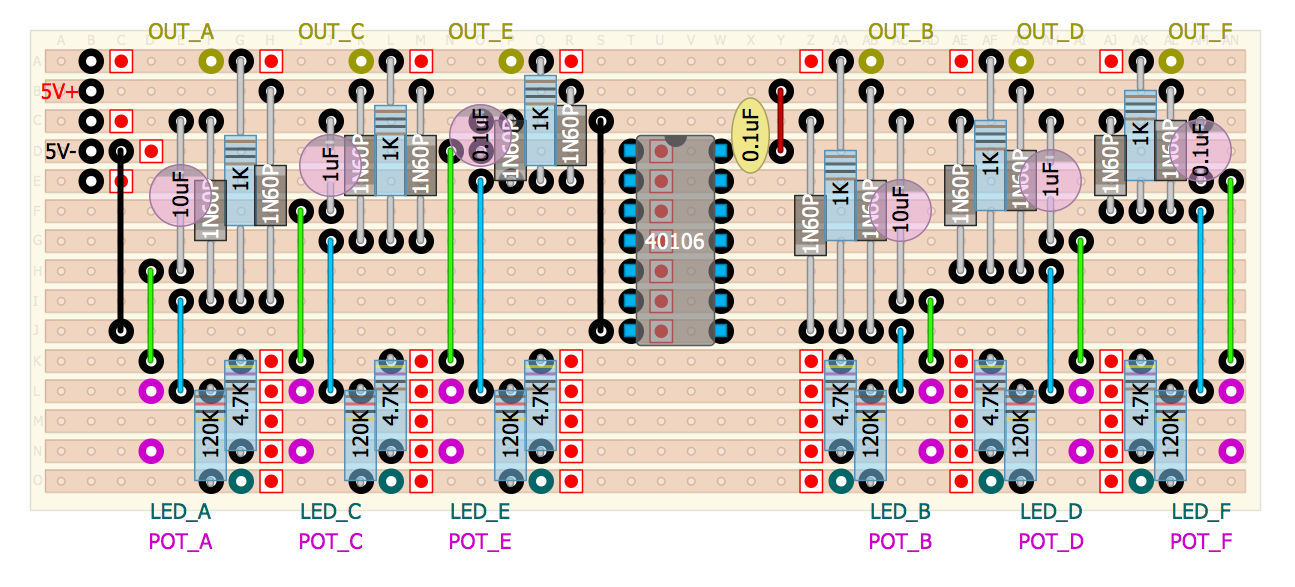 OUT_A OUT_C OUT_E OUT_B OUT_D OUT_F
A B C D E F G H I J K L M N O P Q R S T U V W X Y Z AA AB AC AD AE AF AG AH AI AJ AK AL AM AN
A
B
5V+
C
D
5V-
E
F
G
H
I
J
K
L
M
N
O
10uF
1N60P
1K
1N60P
1uF
1N60P
1K
1N60P
0.1uF
1N60P
1K
1N60P
40106
0.1uF
1N60P
1K
1N60P
10uF
1N60P
1K
1N60P
1uF
1N60P
1K
1N60P
0.1uF
120K
4.7K
120K
4.7K
120K
4.7K
4.7K
120K
4.7K
120K
4.7K
120K
LED_A LED_C LED_E LED_B LED_D LED_F
POT_A POT_C POT_E POT_B POT_D POT_F